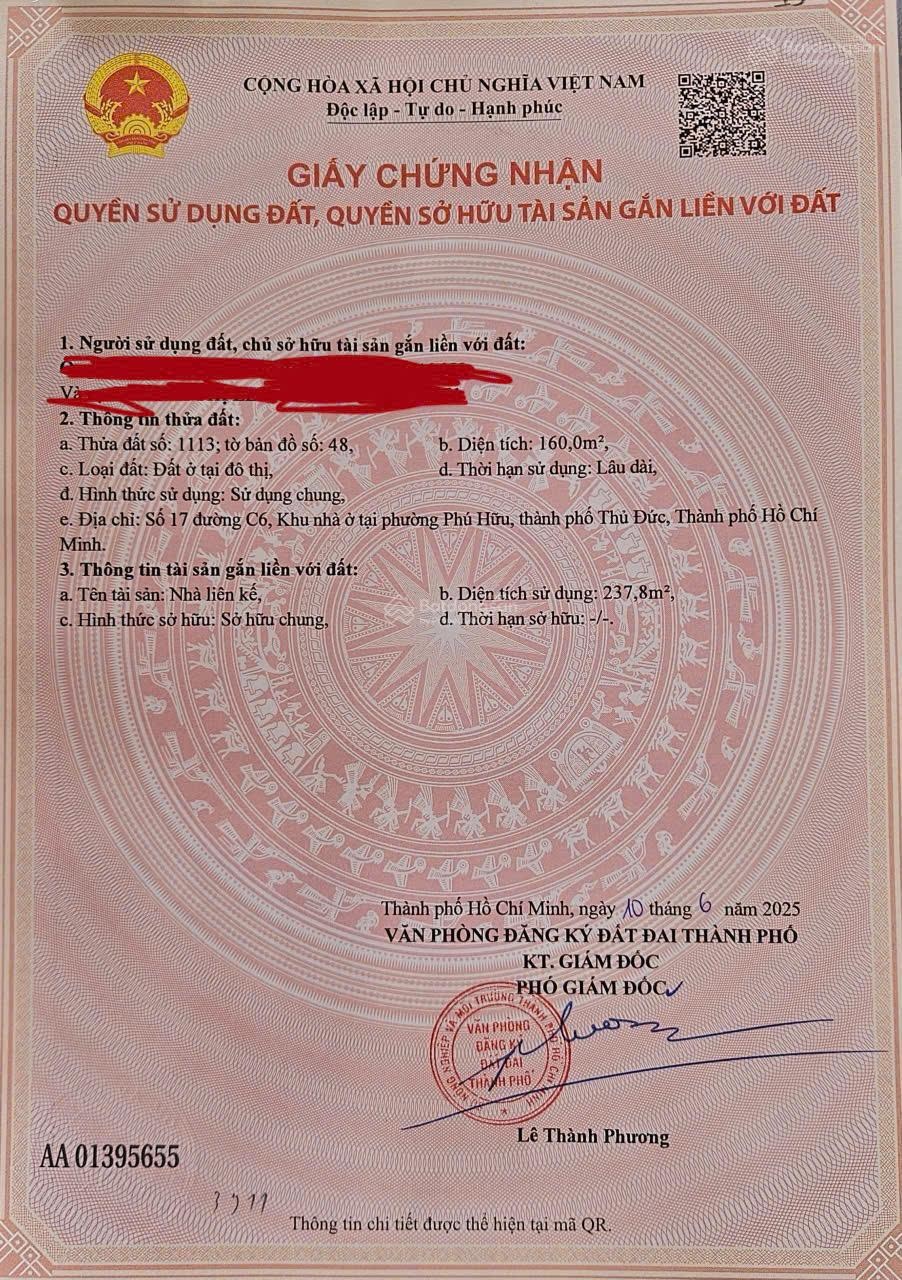 CỘNG HÒA XÃ HỘI CHỦ NGHĨA VIỆT NAM
Độc lập - Tự do - Hạnh phúc
GIẤY CHỨNG NHẬN
QUYỀN SỬ DỤNG ĐẤT, QUYỀN SỞ HỮU TÀI SẢN GẮN LIỀN VỚI ĐẤT
1. Người sử dụng đất, chủ sở hữu tài sản gắn liền với đất:
Và
2. Thông tin thửa đất:
a. Thửa đất số: 1113; tờ bản đồ số: 48, b. Diện tích: 160,0m²,
c. Loại đất: Đất ở tại đô thị, d. Thời hạn sử dụng: Lâu dài,
đ. Hình thức sử dụng: Sử dụng chung,
e. Địa chỉ: Số 17 đường C6, Khu nhà ở tại phường Phú Hữu, thành phố Thủ Đức, Thành phố Hồ Chí
Minh.
3. Thông tin tài sản gắn liền với đất:
a. Tên tài sản: Nhà liên kế, b. Diện tích sử dụng: 237,8m²,
c. Hình thức sở hữu: Sở hữu chung, d. Thời hạn sở hữu: -/-.
Batdongsan
Thành phố Hồ Chí Minh, ngày 10 tháng 6 năm 2025
VĂN PHÒNG ĐĂNG KÝ ĐẤT ĐAI THÀNH PHỐ
KT. GIÁM ĐỐC
PHÓ GIÁM ĐỐC
VĂN PHÒNG
ĐĂNG KÝ
ĐẤT ĐAI
THÀNH PHỐ
Lê Thành Phương
AA 01395655
Thông tin chi tiết được thể hiện tại mã QR.